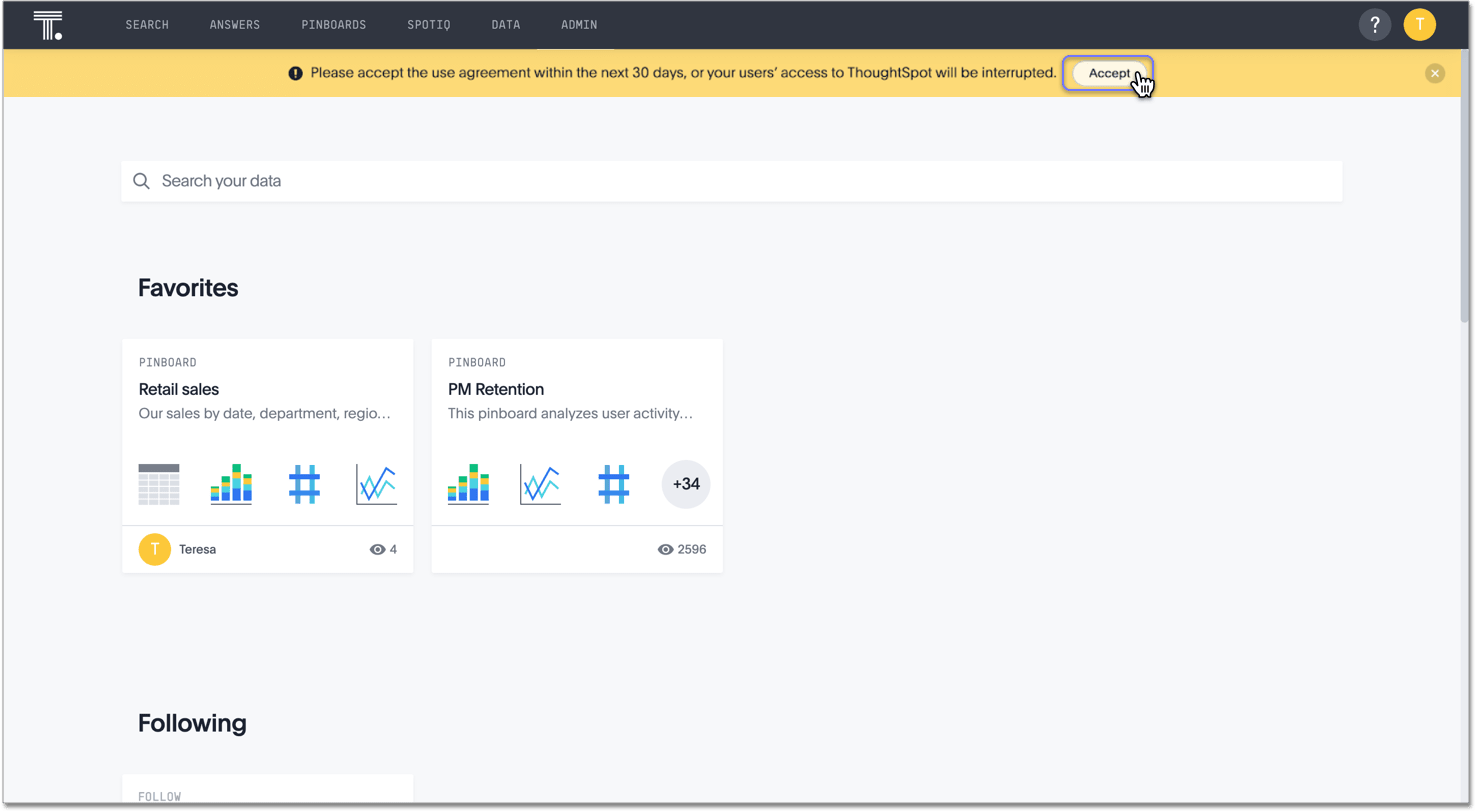 SEARCH ANSWERS PINBOARDS SPOTIQ DATA ADMIN ? T
Please accept the use agreement within the next 30 days, or your users’ access to ThoughtSpot will be interrupted. Accept
Search your data
Favorites
PINBOARD
Retail sales
Our sales by date, department, regio...
T Teresa 4
PINBOARD
PM Retention
This pinboard analyzes user activity...
+34
2596
Following
FOLLOW